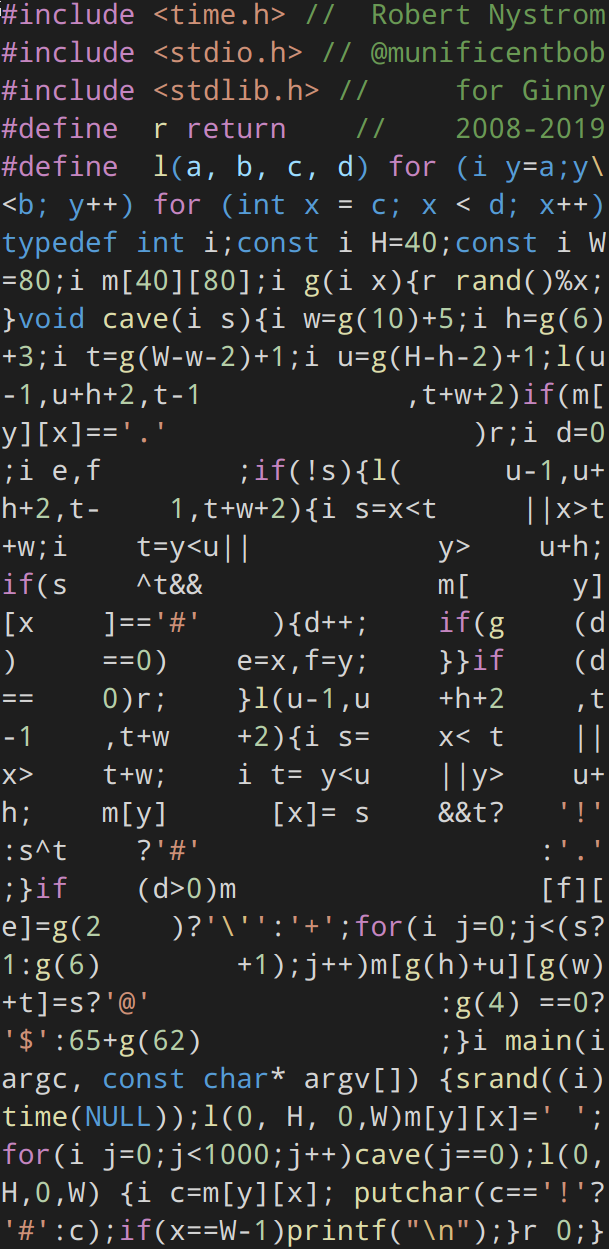 #include <time.h> //  Robert Nystrom
#include <stdio.h> // @munificentbob
#include <stdlib.h> //     for Ginny
#define  r return    //    2008-2019
#define  l(a, b, c, d) for (i y=a;y\
<b; y++) for (int x = c; x < d; x++)
typedef int i;const i H=40;const i W
=80;i m[40][80];i g(i x){r rand()%x;
}void cave(i s){i w=g(10)+5;i h=g(6)
+3;i t=g(W-w-2)+1;i u=g(H-h-2)+1;l(u
-1,u+h+2,t-1            ,t+w+2)if(m[
y][x]=='.'                  )r;i d=0
;i e,f        ;if(!s){l(      u-1,u+
h+2,t-    1,t+w+2){i s=x<t     ||x>t
+w;i    t=y<u||           y>    u+h;
if(s    ^t&&              m[      y]
[x    ]=='#'    ){d++;    if(g    (d
)     ==0)    e=x,f=y;    }}if    (d
==    0)r;    }l(u-1,u    +h+2    ,t
-1    ,t+w    +2){i s=    x< t    ||
x>    t+w;    i t= y<u    ||y>    u+
h;    m[y]      [x]= s    &&t?   '!'
:s^t    ?'#'                    :'.'
;}if    (d>0)m                  [f][
e]=g(2    )?'\'':'+';for(i j=0;j<(s?
1:g(6)        +1);j++)m[g(h)+u][g(w)
+t]=s?'@'                 :g(4) ==0?
'$':65+g(62)              ;}i main(i
argc, const char* argv[]) {srand((i)
time(NULL));l(0, H, 0,W)m[y][x]=' ';
for(i j=0;j<1000;j++)cave(j==0);l(0,
H,0,W) {i c=m[y][x]; putchar(c=='!'?
'#':c);if(x==W-1)printf("\n");}r 0;}